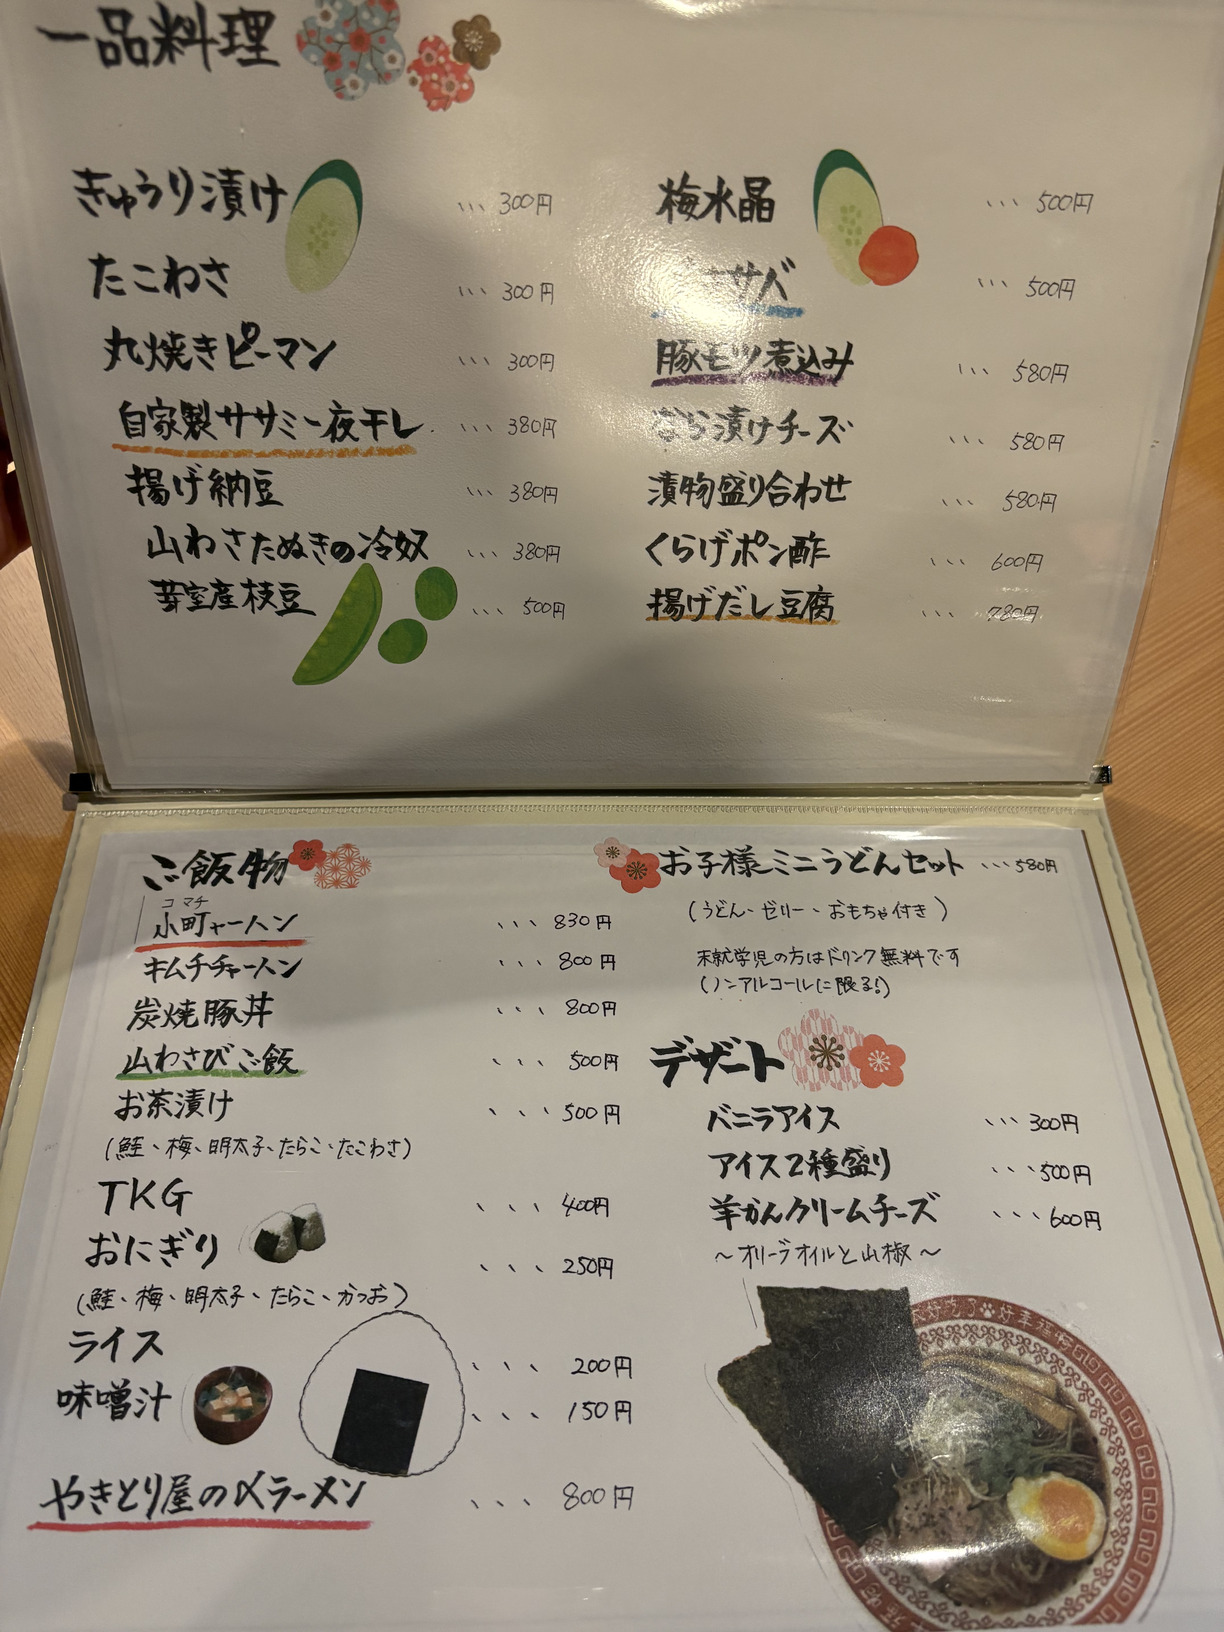 一品料理
きゅうり漬け ... 300円
たこわさ ... 300円
丸焼きピーマン ... 300円
自家製ササミ一夜干し ... 380円
揚げ納豆 ... 380円
山わさたぬきの冷奴 ... 380円
芽室産枝豆 ... 500円
梅水晶 ... 500円
サバ ... 500円
豚モツ煮込み ... 580円
なら漬けチーズ ... 580円
漬物盛り合わせ ... 580円
くらげポン酢 ... 600円
揚げだし豆腐 ... 780円
ご飯物
コマチ
小町チャーハン ... 830円
キムチチャーハン ... 800円
炭焼豚丼 ... 800円
山わさびご飯 ... 500円
お茶漬け ... 500円
(鮭、梅、明太子、たらこ、たこわさ)
TKG ... 400円
おにぎり ... 250円
(鮭、梅、明太子、たらこ、かつお)
ライス ... 200円
味噌汁 ... 150円
やきとり屋の〆ラーメン ... 800円
お子様ミニうどんセット ... 580円
(うどん、ゼリー、おもちゃ付き)
未就学児の方はドリンク無料です
(ノンアルコールに限る!)
デザート
バニラアイス ... 300円
アイス2種盛り ... 500円
羊かんクリームチーズ ... 600円
～オリーブオイルと山椒～
好吃了 好幸福啊